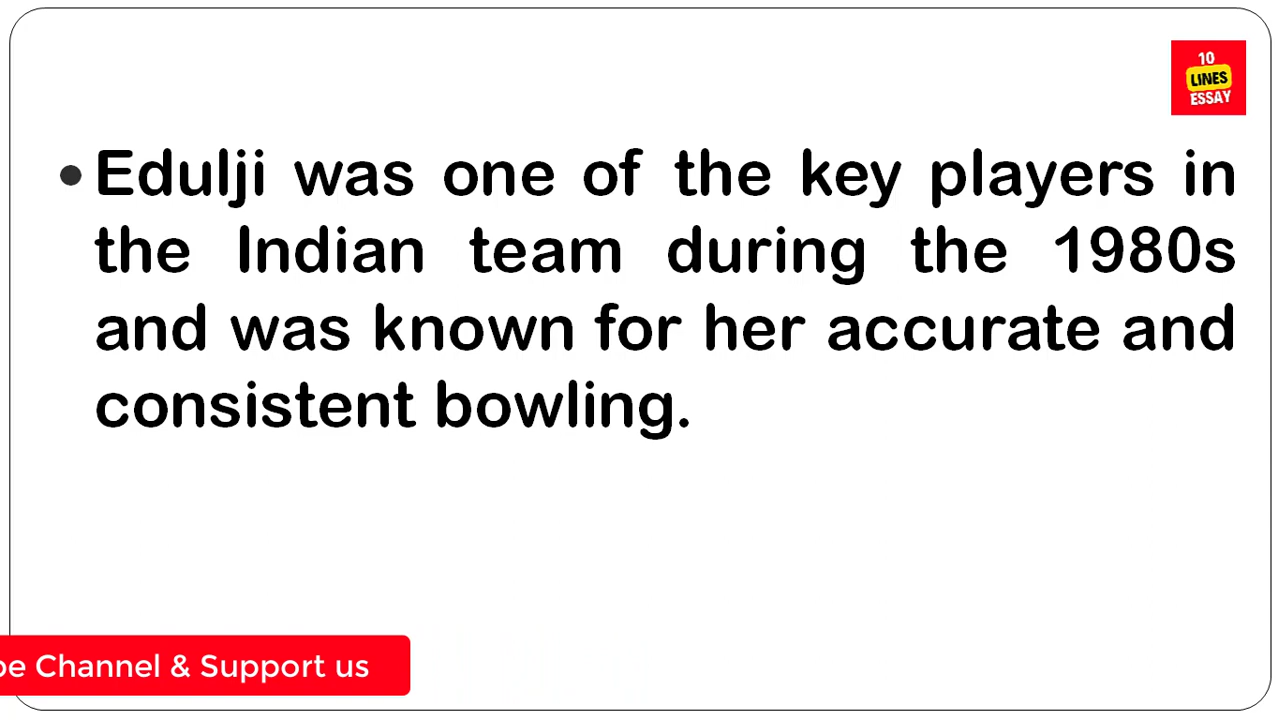 10
LINES
ESSAY
• Edulji was one of the key players in
the Indian team during the 1980s
and was known for her accurate and
consistent bowling.
Channel & Support us